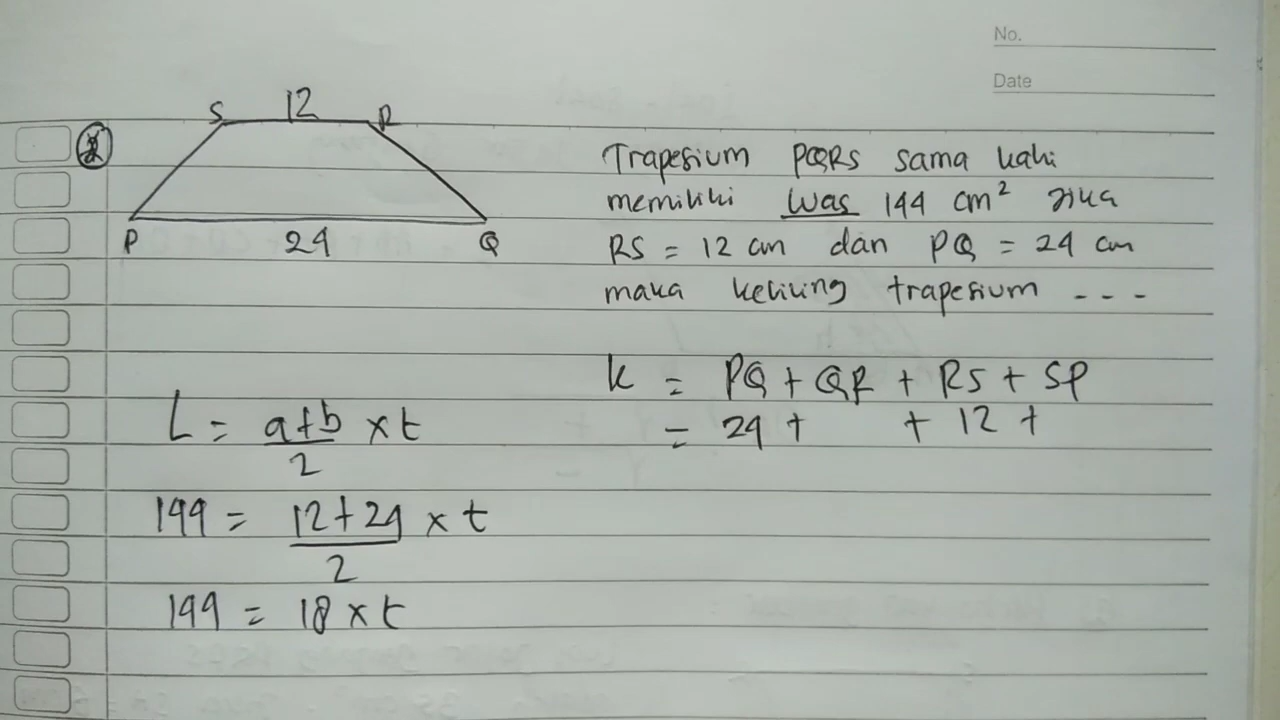 No.
Date
S 12 R
P 24 Q
Trapesium PQRS sama kaki
memiliki luas 144 cm² jika
RS = 12 cm dan PQ = 24 cm
maka keliling trapesium ---
K = PQ + QR + RS + SP
= 24 + + 12 +
L = a+b/2 × t
144 = 12+24/2 × t
144 = 18 × t